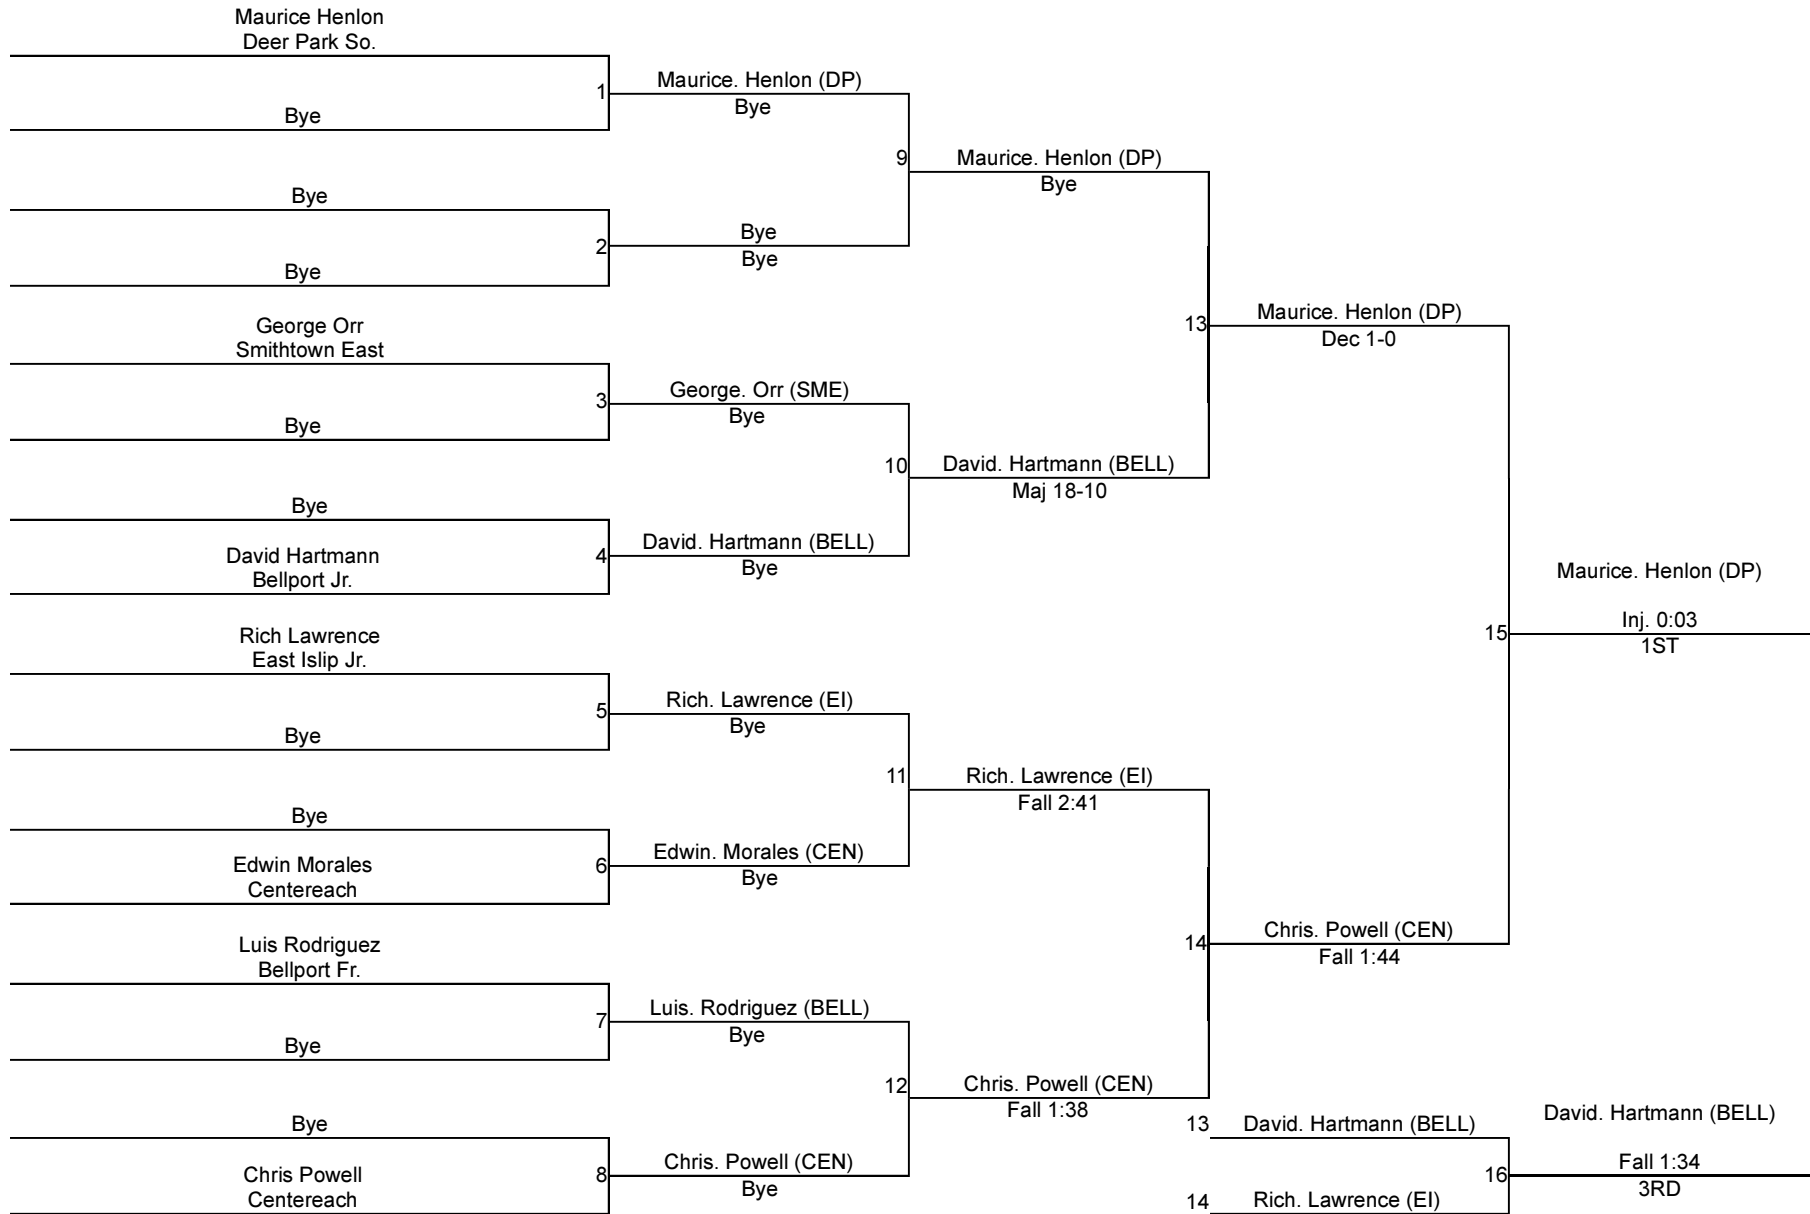 Maurice Henlon
Deer Park So.
1
Maurice. Henlon (DP)
Bye
Bye
9
Maurice. Henlon (DP)
Bye
Bye
2
Bye
Bye
Bye
George Orr
Smithtown East
13
Maurice. Henlon (DP)
Dec 1-0
3
George. Orr (SME)
Bye
Bye
10
David. Hartmann (BELL)
Maj 18-10
Bye
David Hartmann
Bellport Jr.
4
David. Hartmann (BELL)
Bye
Maurice. Henlon (DP)
15
Inj. 0:03
1ST
Rich Lawrence
East Islip Jr.
5
Rich. Lawrence (EI)
Bye
Bye
11
Rich. Lawrence (EI)
Fall 2:41
Bye
Edwin Morales
Centereach
6
Edwin. Morales (CEN)
Bye
14
Chris. Powell (CEN)
Fall 1:44
Luis Rodriguez
Bellport Fr.
7
Luis. Rodriguez (BELL)
Bye
Bye
12
Chris. Powell (CEN)
Fall 1:38
Bye
Chris Powell
Centereach
8
Chris. Powell (CEN)
Bye
13
David. Hartmann (BELL)
David. Hartmann (BELL)
16
Fall 1:34
3RD
14
Rich. Lawrence (EI)